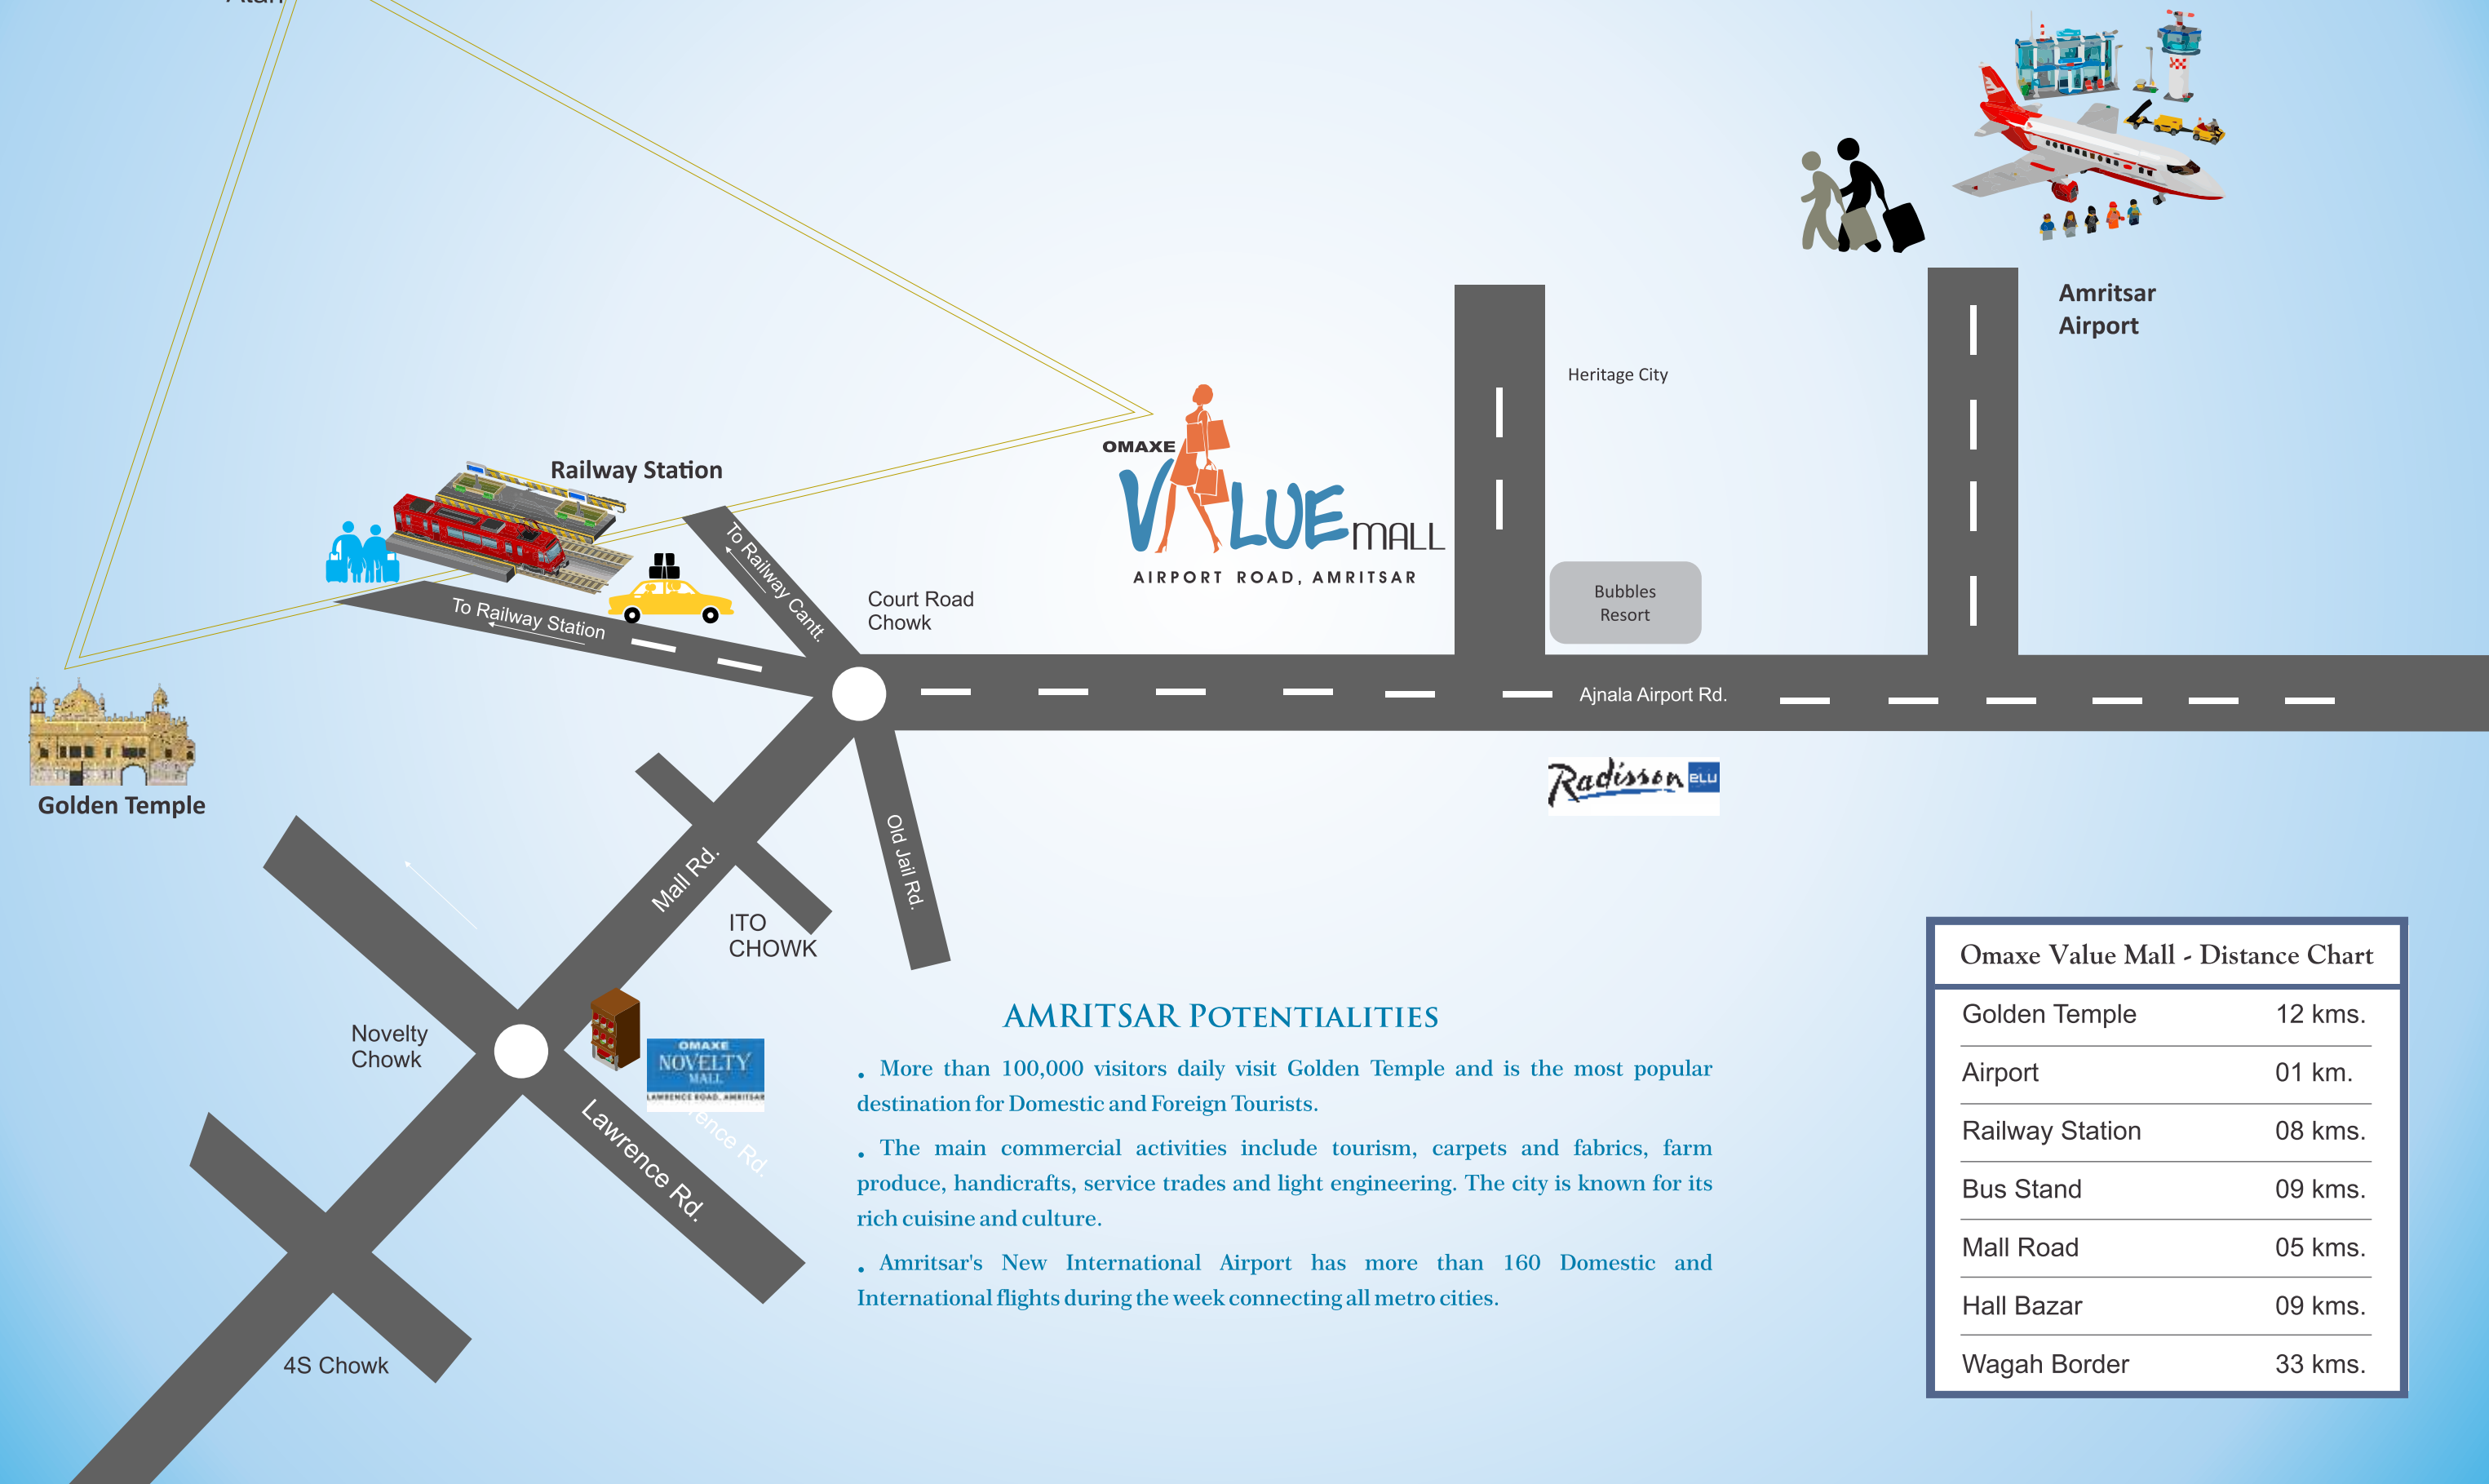 Amritsar
Airport
Heritage City
OMAXE
VALUE MALL
AIRPORT ROAD, AMRITSAR
Railway Station
To Railway Cantt.
To Railway Station
Court Road
Chowk
Bubbles
Resort
Ajnala Airport Rd.
Radisson BLU
Golden Temple
Mall Rd.
Old Jail Rd.
ITO
CHOWK
Novelty
Chowk
OMAXE
NOVELTY
MALL
LAWRENCE ROAD, AMRITSAR
Lawrence Rd.
Rd.
4S Chowk
AMRITSAR POTENTIALITIES
. More than 100,000 visitors daily visit Golden Temple and is the most popular
destination for Domestic and Foreign Tourists.
. The main commercial activities include tourism, carpets and fabrics, farm
produce, handicrafts, service trades and light engineering. The city is known for its
rich cuisine and culture.
. Amritsar's New International Airport has more than 160 Domestic and
International flights during the week connecting all metro cities.
Omaxe Value Mall - Distance Chart
Golden Temple 12 kms.
Airport 01 km.
Railway Station 08 kms.
Bus Stand 09 kms.
Mall Road 05 kms.
Hall Bazar 09 kms.
Wagah Border 33 kms.